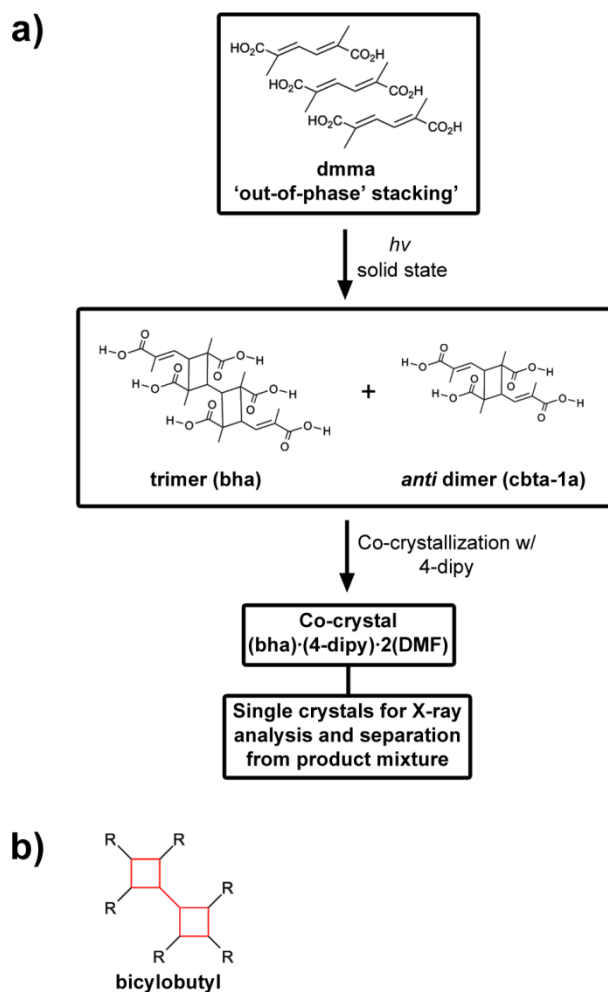 a)
HO₂C
CO₂H
HO₂C
CO₂H
HO₂C
CO₂H
dmma
'out-of-phase' stacking'
hv
solid state
O
H-O
O
O-H
O
H-O
O
O-H
O
O-H
O
O-H
trimer (bha)
+
O
H-O
O
O-H
O
H-O
O
O-H
anti dimer (cbta-1a)
Co-crystallization w/
4-dipy
Co-crystal
(bha)·(4-dipy)·2(DMF)
Single crystals for X-ray
analysis and separation
from product mixture
b)
R R
R R
R R
bicylobutyl